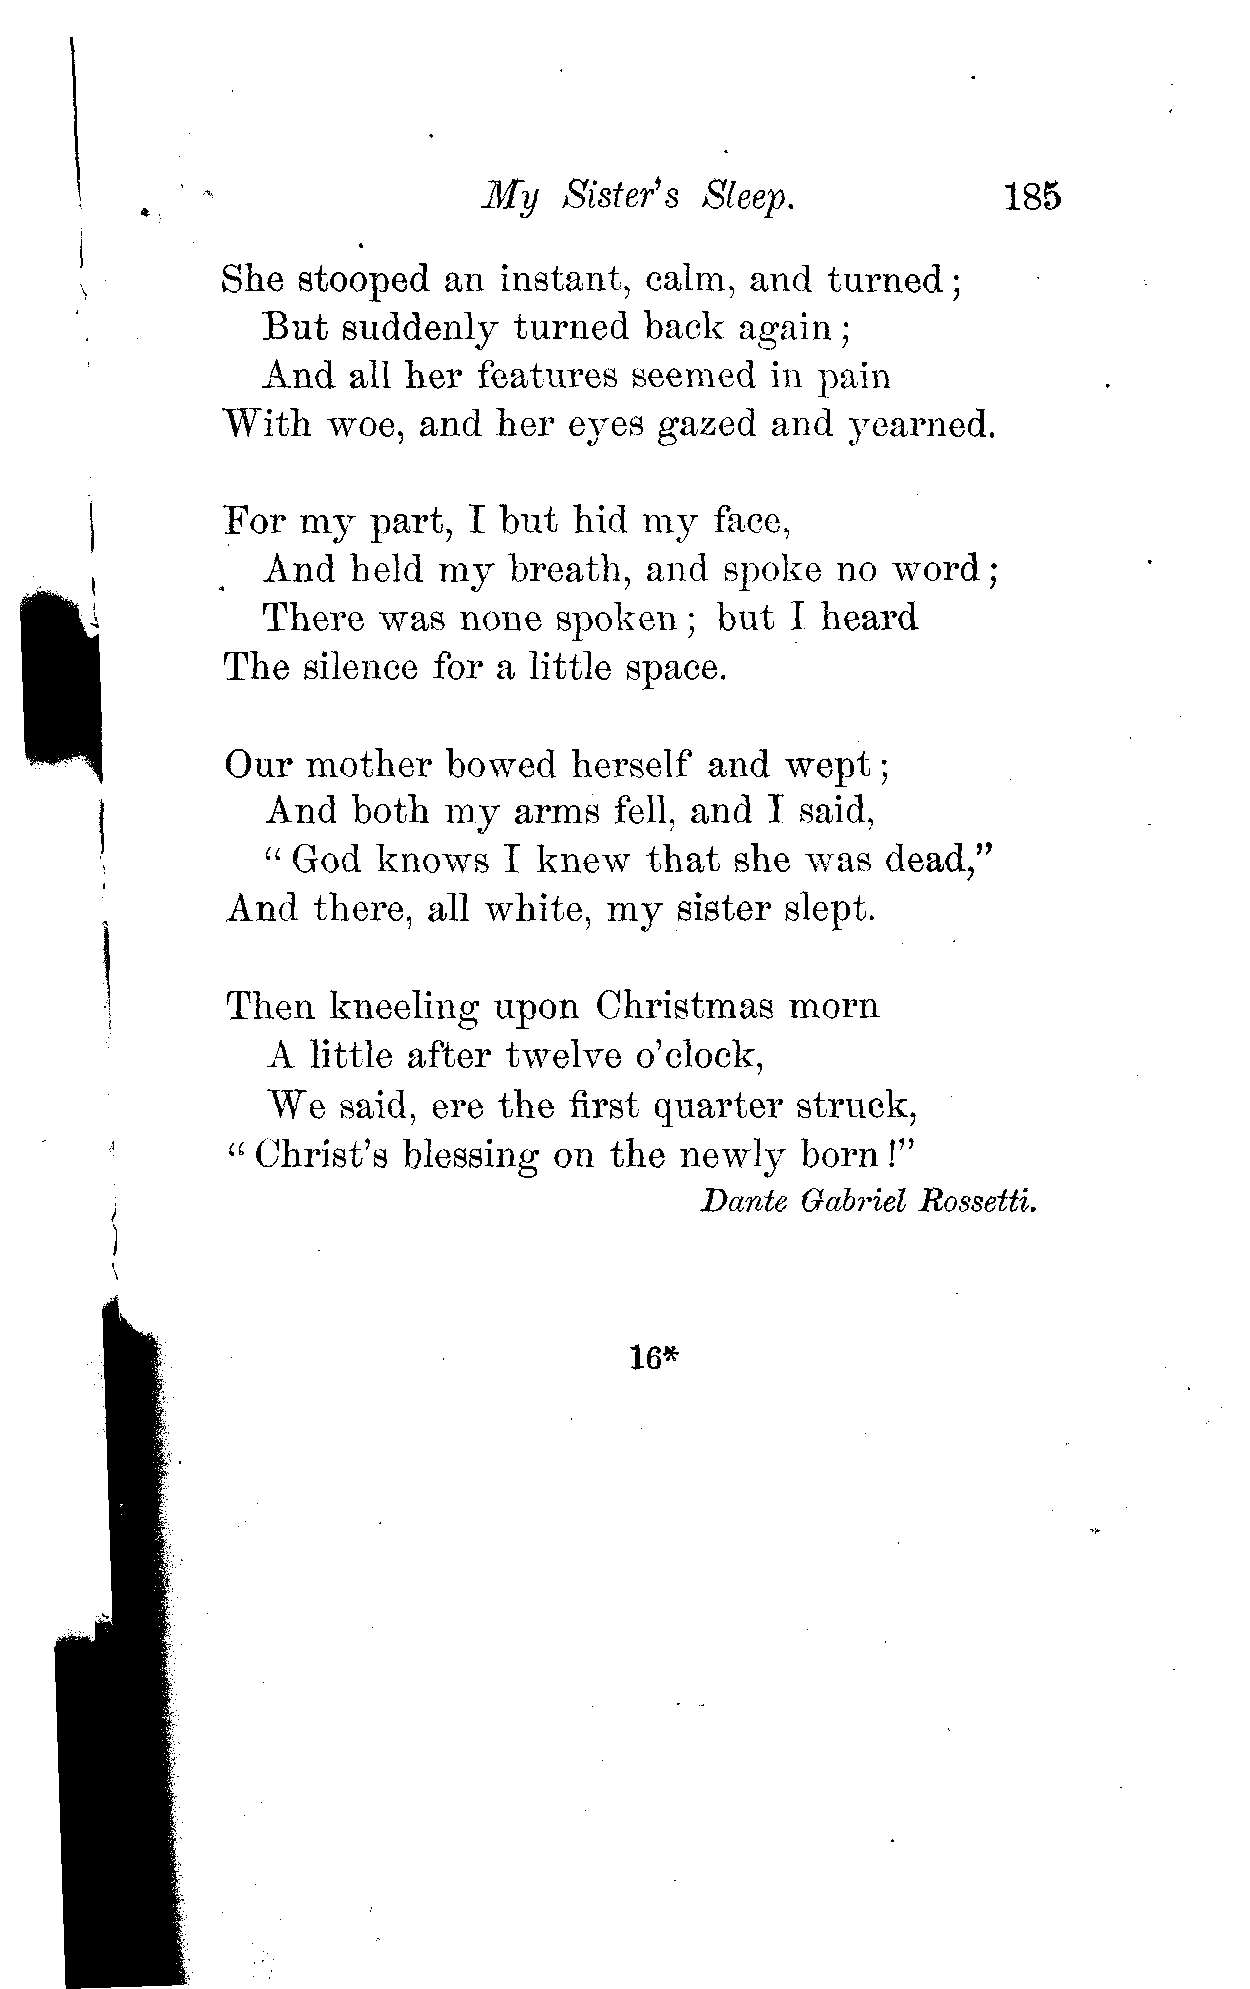 My Sister's Sleep. 185
She stooped an instant, calm, and turned;
But suddenly turned back again;
And all her features seemed in pain
With woe, and her eyes gazed and yearned.
For my part, I but hid my face,
And held my breath, and spoke no word;
There was none spoken; but I heard
The silence for a little space.
Our mother bowed herself and wept;
And both my arms fell, and I said,
"God knows I knew that she was dead,"
And there, all white, my sister slept.
Then kneeling upon Christmas morn
A little after twelve o'clock,
We said, ere the first quarter struck,
"Christ's blessing on the newly born!"
Dante Gabriel Rossetti.
16*